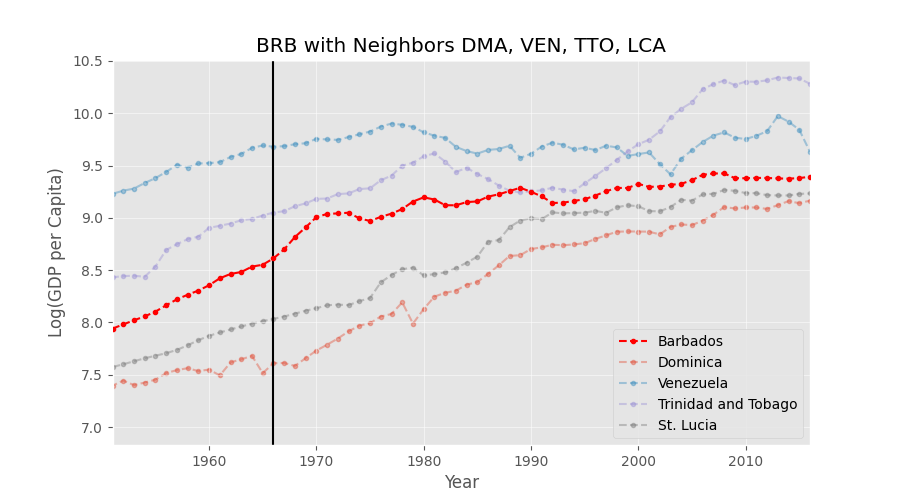 BRB with Neighbors DMA, VEN, TTO, LCA
10.5
10.0
9.5
9.0
8.5
8.0
7.5
7.0
Log(GDP per Capita)
Barbados
Dominica
Venezuela
Trinidad and Tobago
St. Lucia
1960 1970 1980 1990 2000 2010
Year